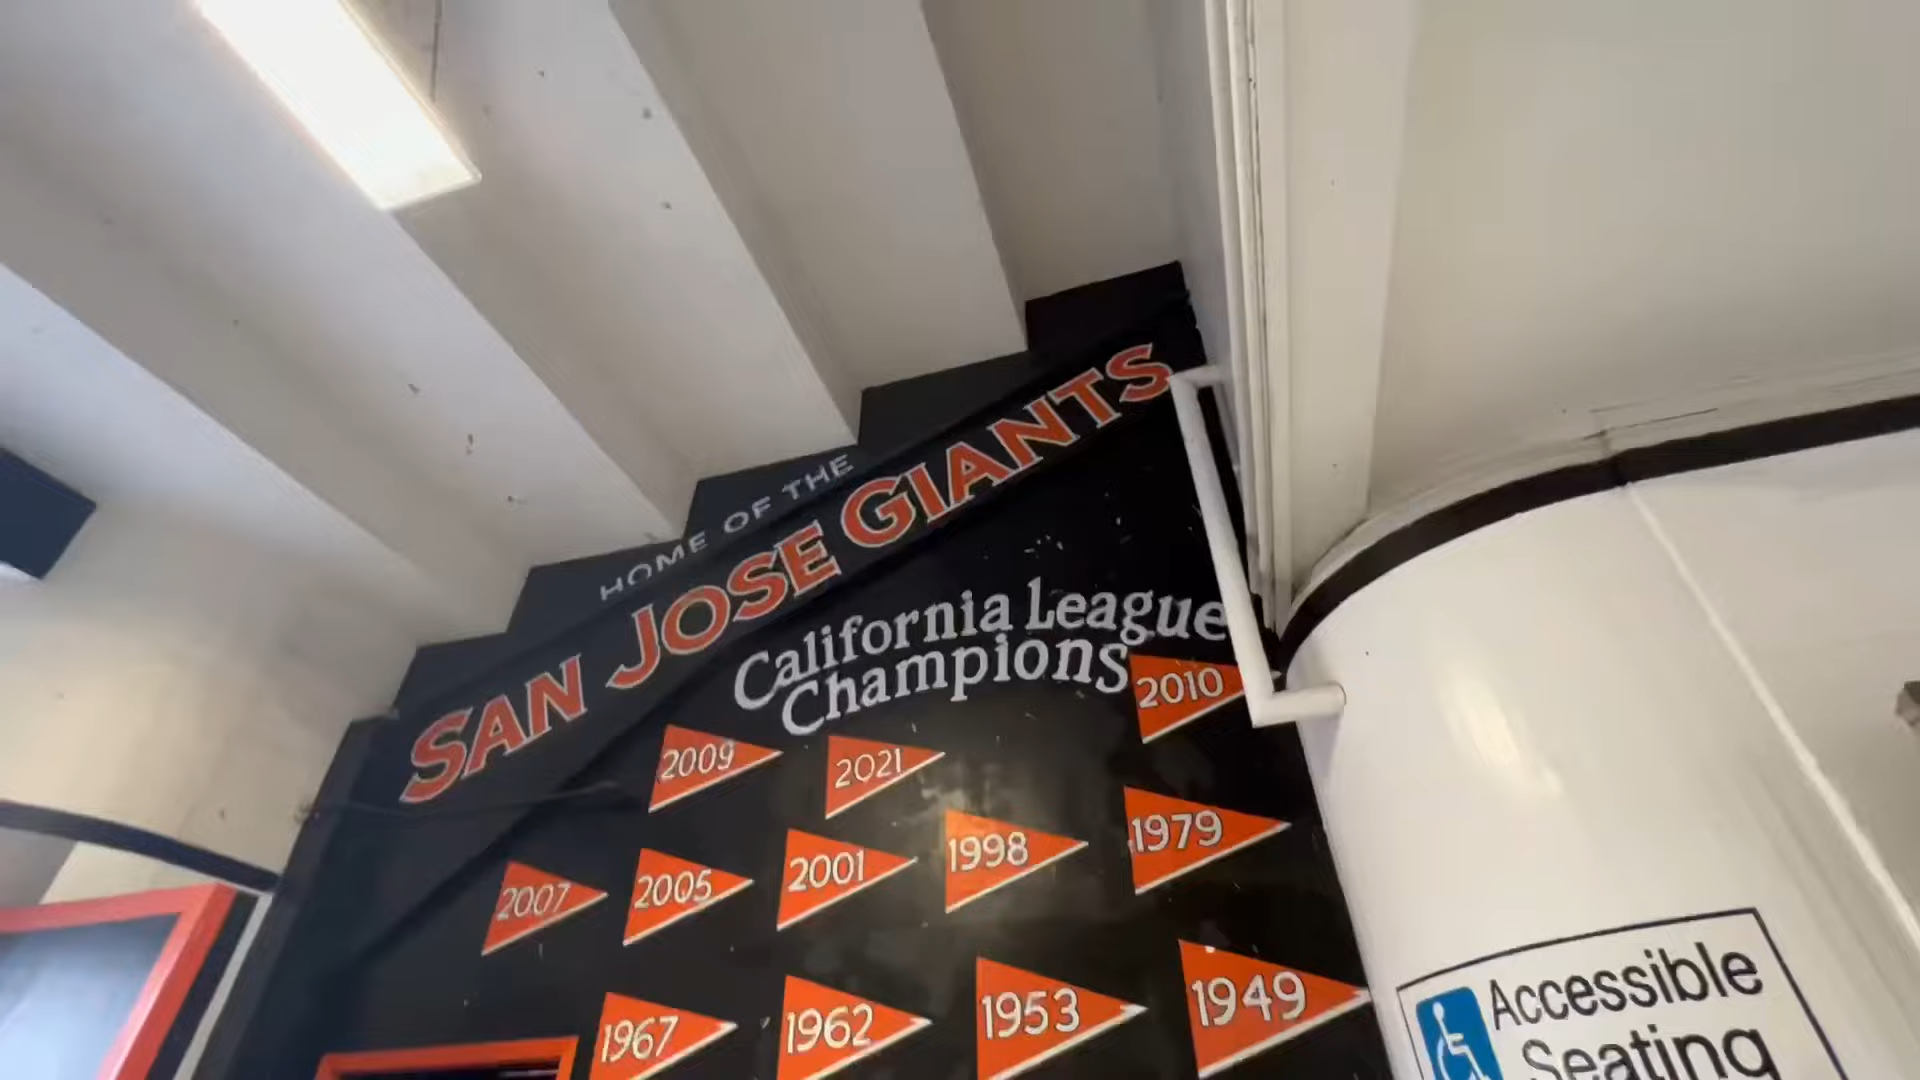 HOME OF THE
SAN JOSE GIANTS
California League
Champions
2009 2021 2010
2007 2005 2001 1998 1979
1967 1962 1953 1949
Accessible
Seating